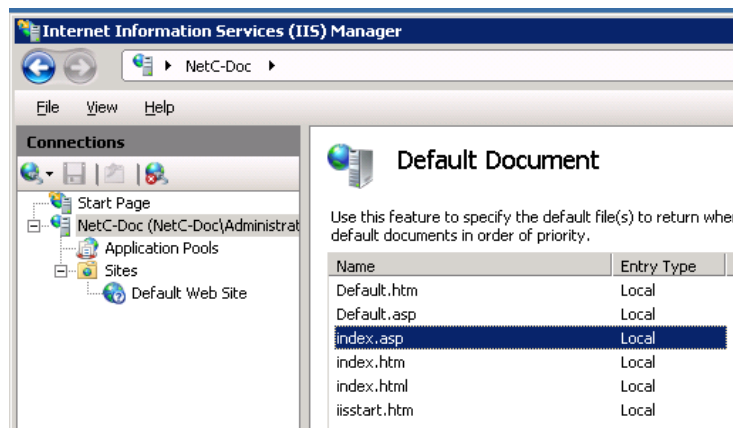 Internet Information Services (IIS) Manager
NetC-Doc
File View Help
Connections
Start Page
NetC-Doc (NetC-Doc\Administrat
Application Pools
Sites
Default Web Site
Default Document
Use this feature to specify the default file(s) to return whe
default documents in order of priority.
Name Entry Type
Default.htm Local
Default.asp Local
index.asp Local
index.htm Local
index.html Local
iisstart.htm Local